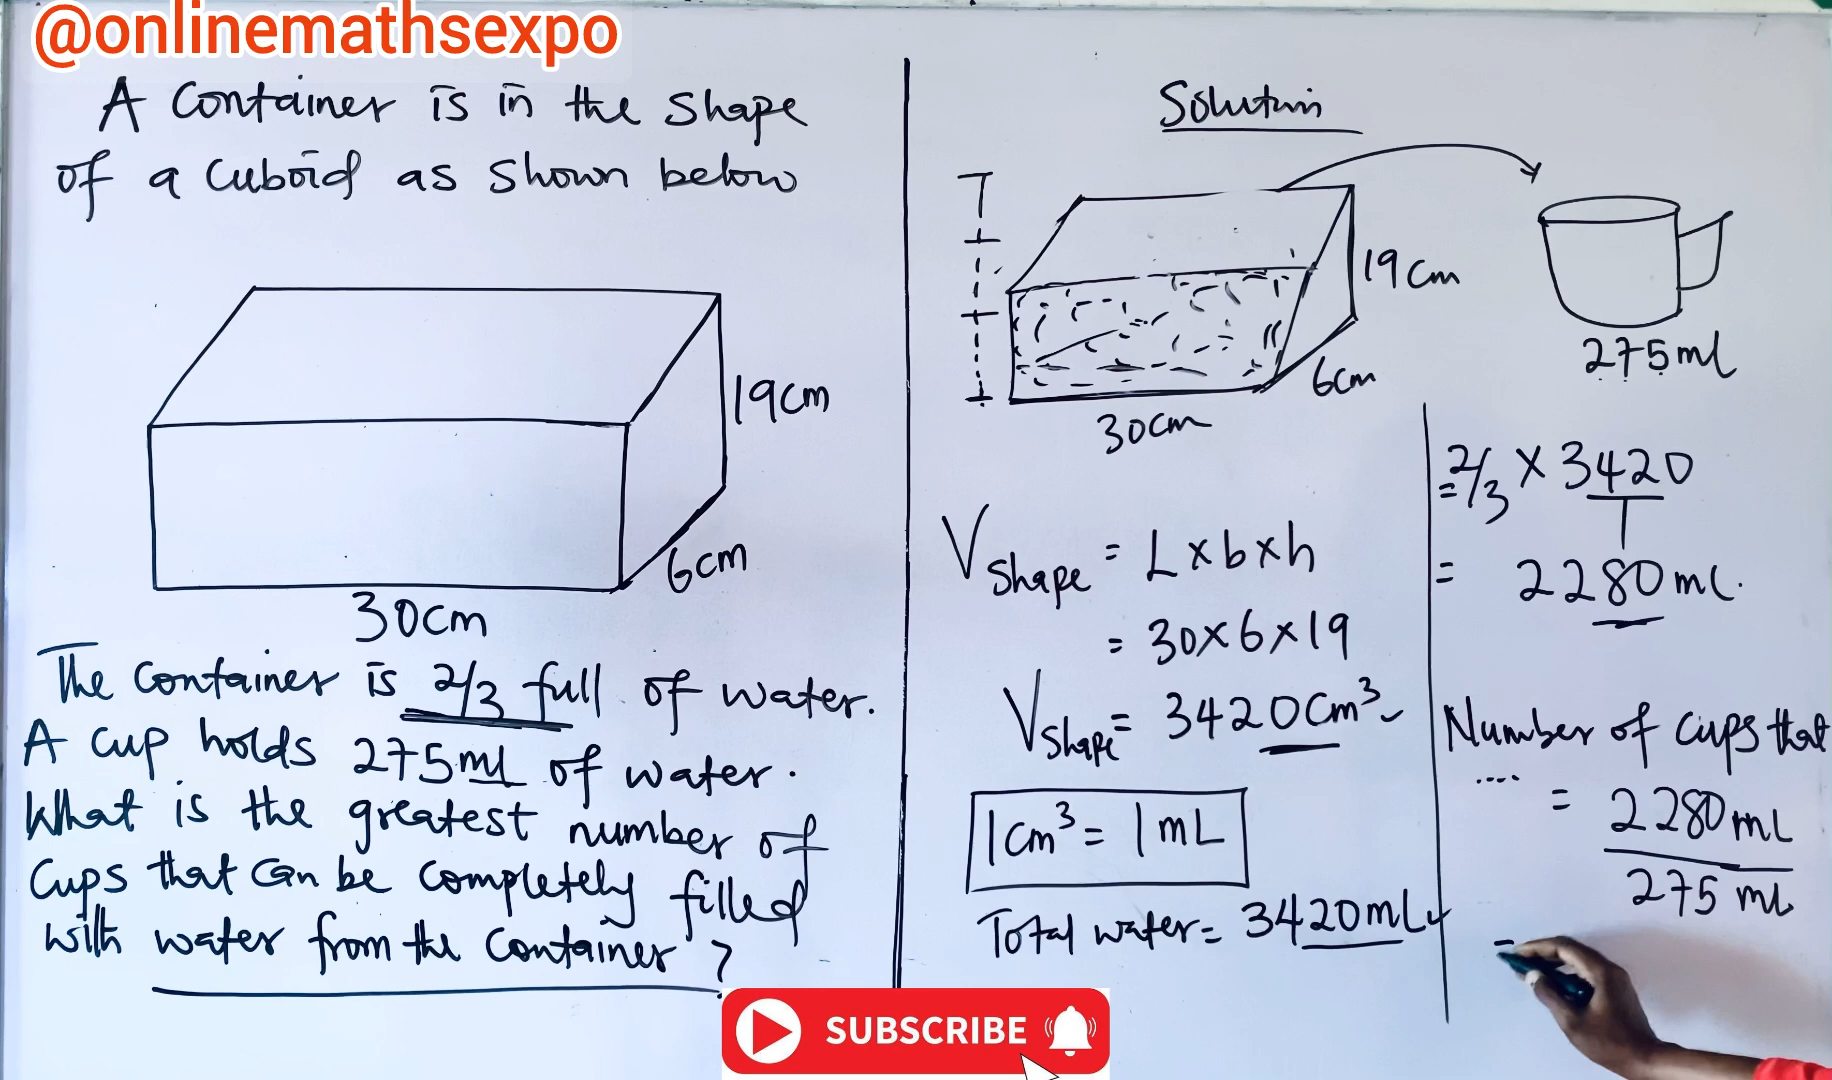 @onlinemathsexpo
A Container is in the shape
of a Cuboid as shown below
19cm
6cm
30cm
The Container is 2/3 full of water.
A cup holds 275ml of water.
What is the greatest number of
Cups that can be completely filled
with water from the Container?
Solution
19cm
6cm
30cm
275ml
V shape = L x b x h
= 30 x 6 x 19
V shape = 3420cm³
1cm³ = 1mL
Total water = 3420mL
= 2/3 x 3420
= 2280ml.
Number of Cups that
....
= 2280mL
275 mL
=
SUBSCRIBE